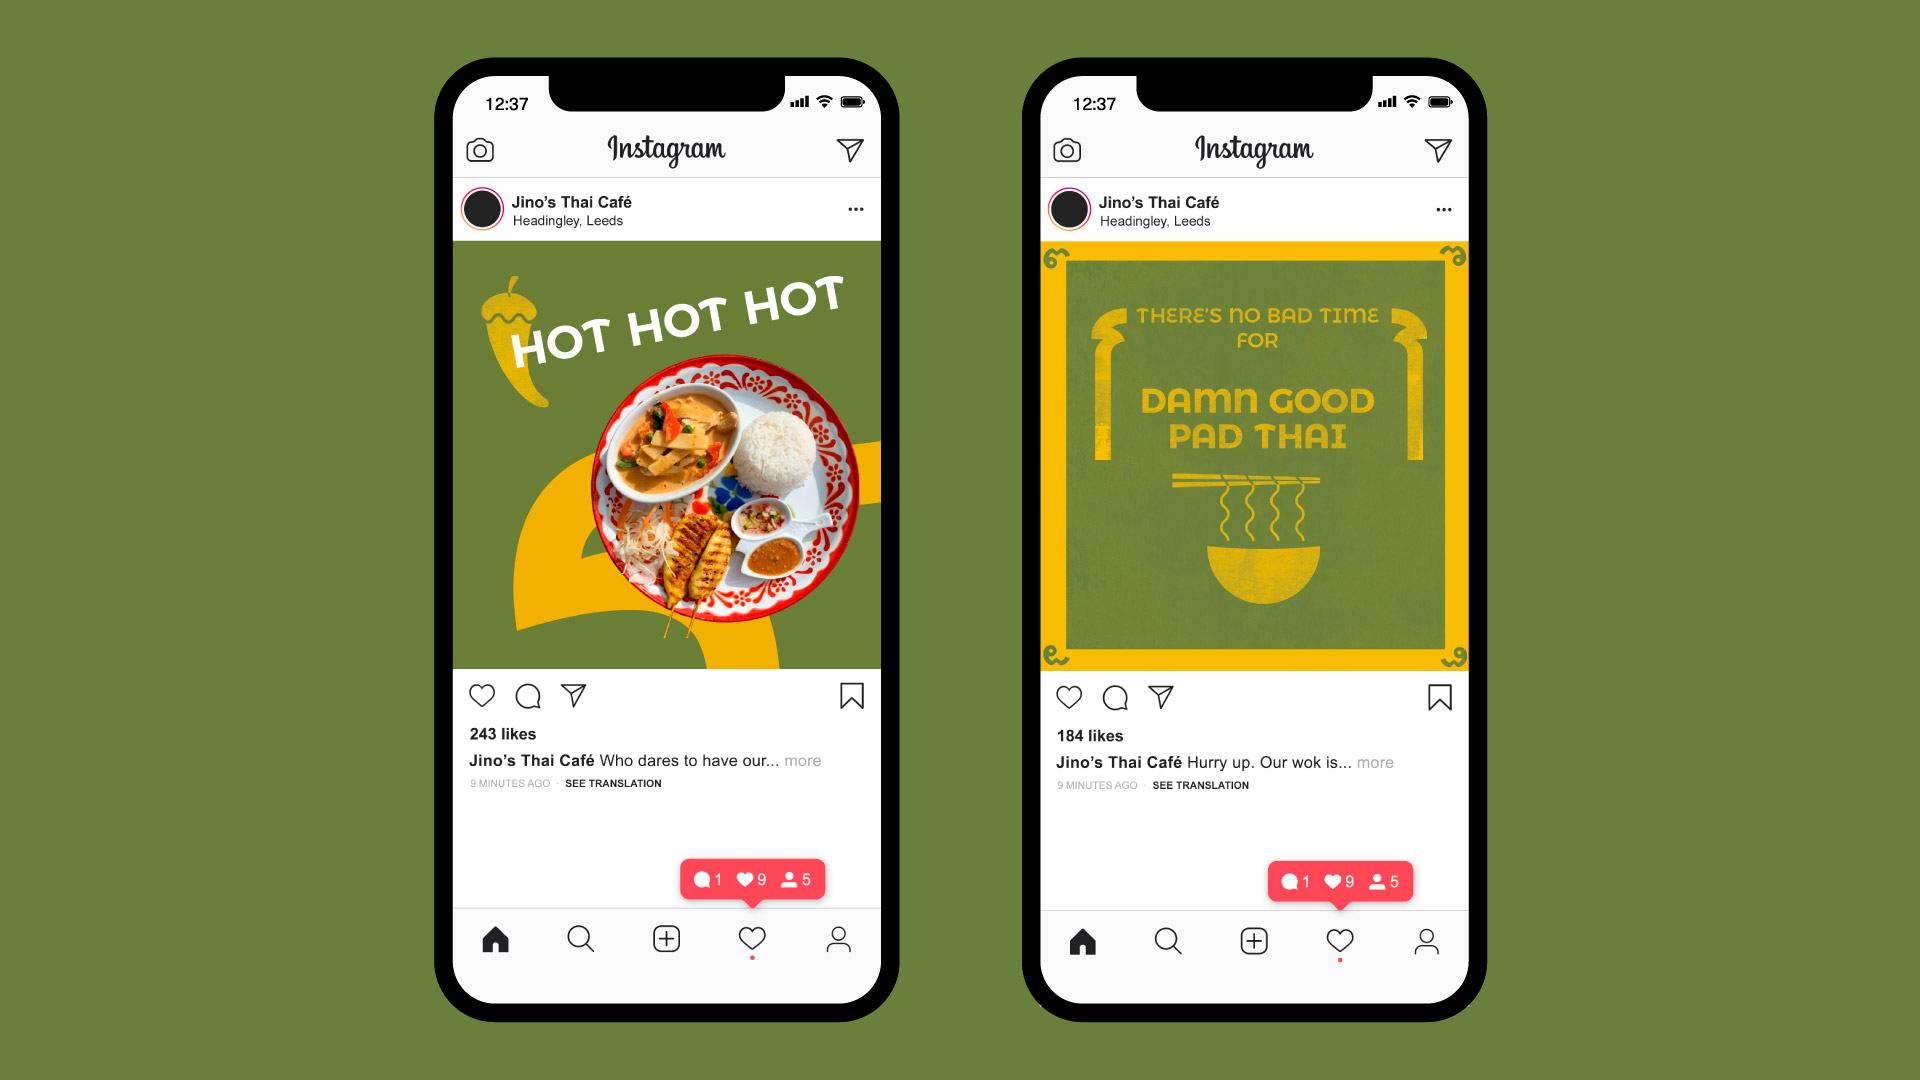 12:37
Instagram
Jino's Thai Café
Headingley, Leeds
HOT HOT HOT
243 likes
Jino's Thai Café Who dares to have our... more
9 MINUTES AGO · SEE TRANSLATION
1 9 5
12:37
Instagram
Jino's Thai Café
Headingley, Leeds
THERE'S NO BAD TIME
FOR
DAMN GOOD
PAD THAI
184 likes
Jino's Thai Café Hurry up. Our wok is... more
9 MINUTES AGO · SEE TRANSLATION
1 9 5